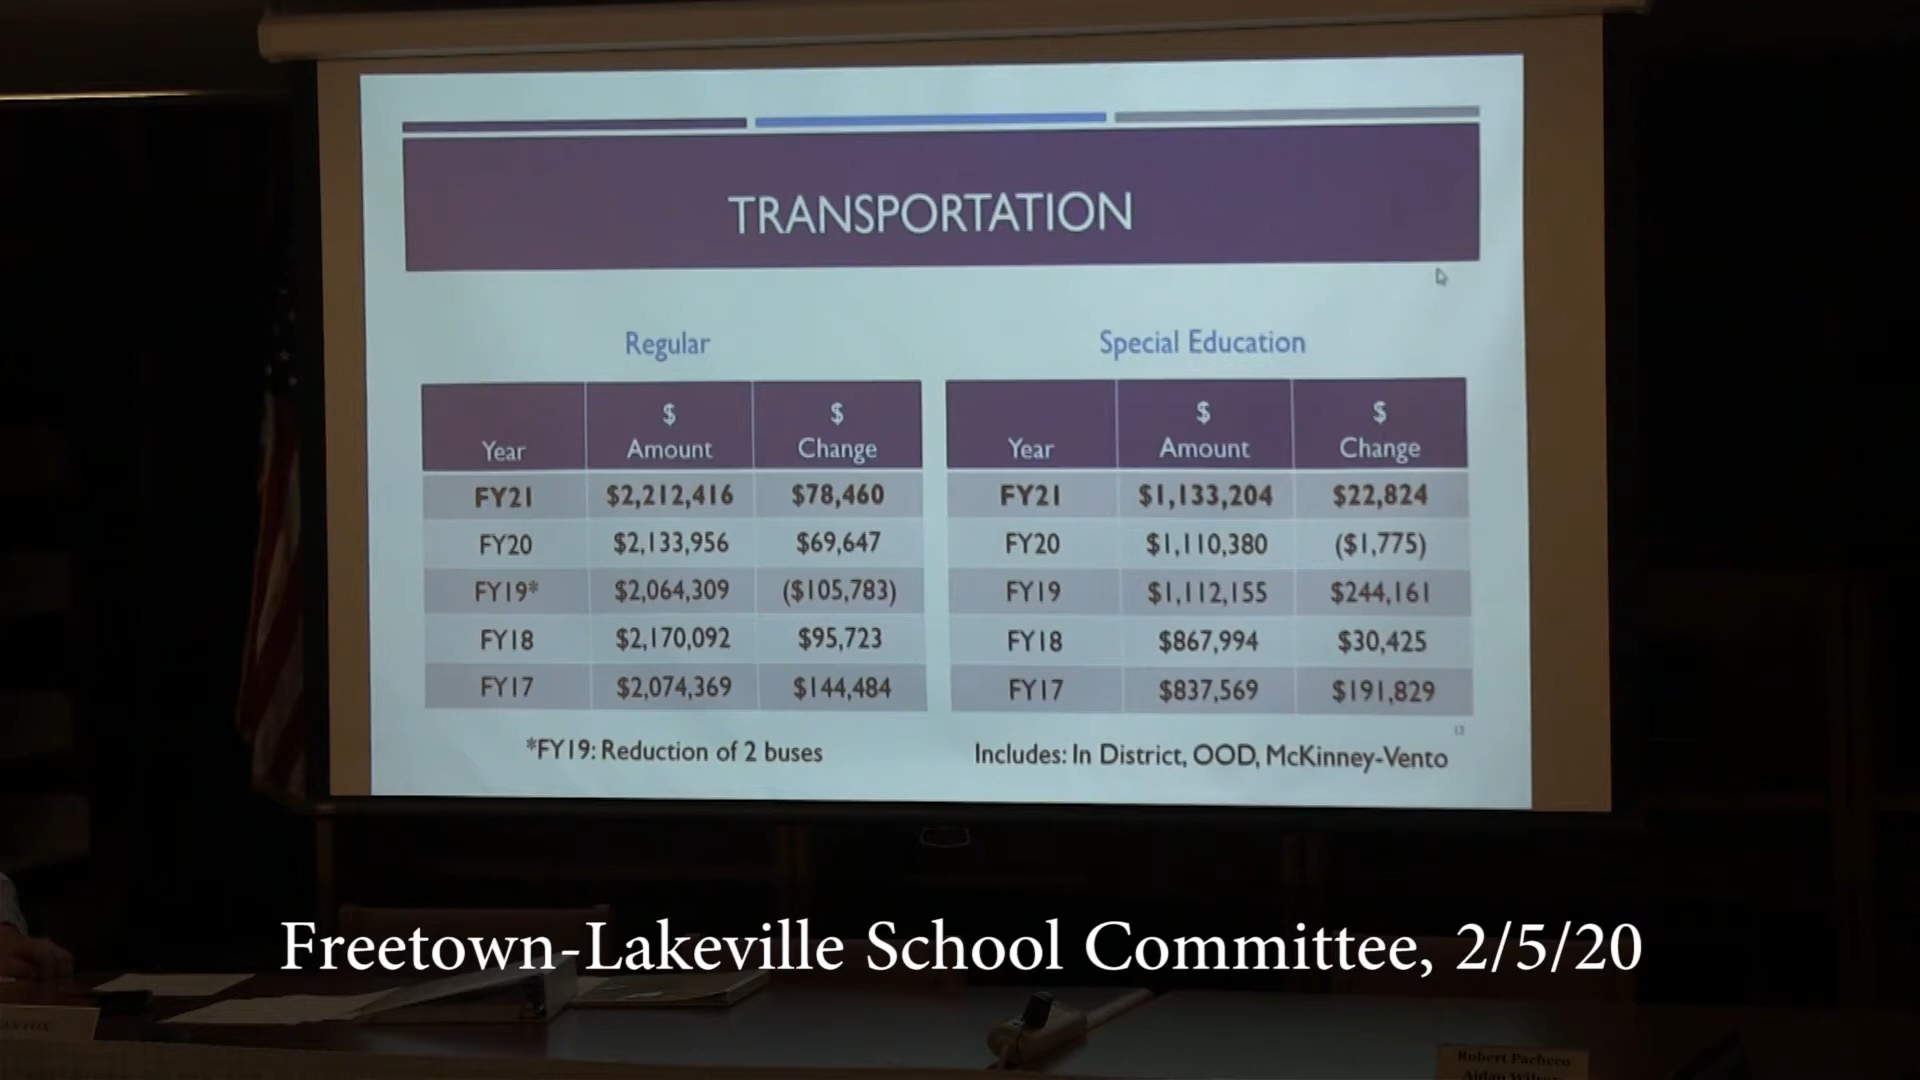 TRANSPORTATION
Regular
$ $
Year Amount Change
FY21 $2,212,416 $78,460
FY20 $2,133,956 $69,647
FY19* $2,064,309 ($105,783)
FY18 $2,170,092 $95,723
FY17 $2,074,369 $144,484
*FY19: Reduction of 2 buses
Special Education
$ $
Year Amount Change
FY21 $1,133,204 $22,824
FY20 $1,110,380 ($1,775)
FY19 $1,112,155 $244,161
FY18 $867,994 $30,425
FY17 $837,569 $191,829
Includes: In District, OOD, McKinney-Vento
Freetown-Lakeville School Committee, 2/5/20
Robert Pacheco
Aidan